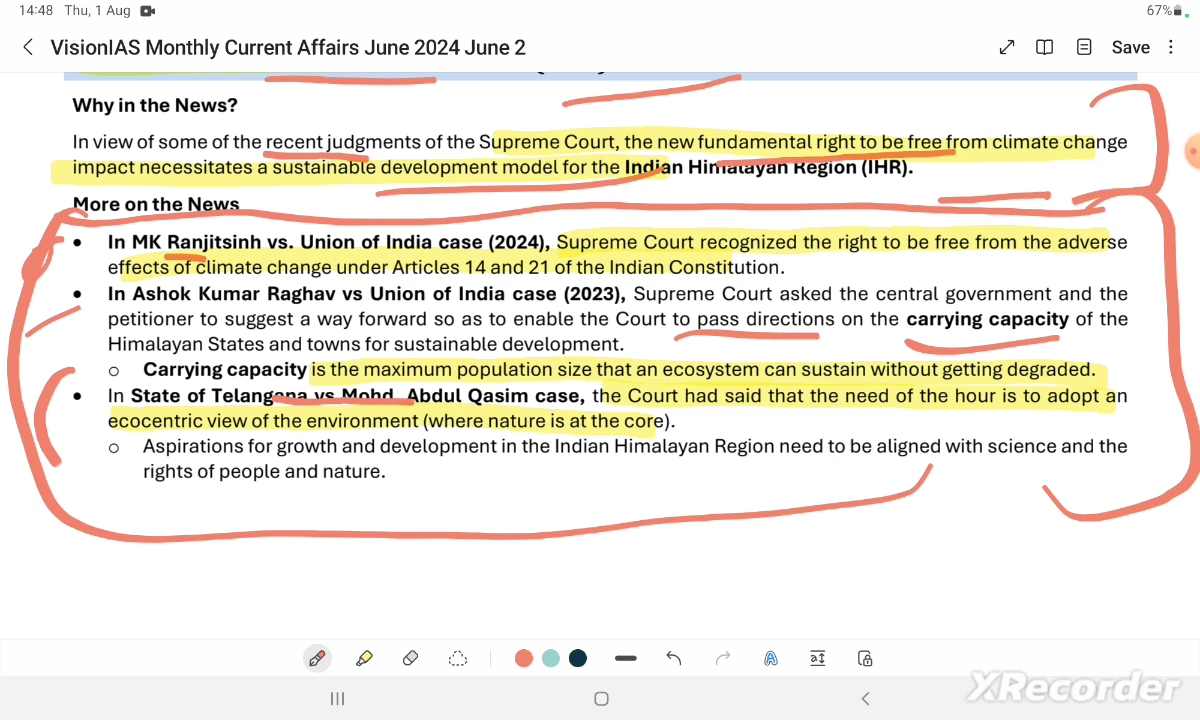 14:48 Thu, 1 Aug
67%
VisionIAS Monthly Current Affairs June 2024 June 2
Save
Why in the News?
In view of some of the recent judgments of the Supreme Court, the new fundamental right to be free from climate change
impact necessitates a sustainable development model for the Indian Himalayan Region (IHR).
More on the News
• In MK Ranjitsinh vs. Union of India case (2024), Supreme Court recognized the right to be free from the adverse
effects of climate change under Articles 14 and 21 of the Indian Constitution.
• In Ashok Kumar Raghav vs Union of India case (2023), Supreme Court asked the central government and the
petitioner to suggest a way forward so as to enable the Court to pass directions on the carrying capacity of the
Himalayan States and towns for sustainable development.
o Carrying capacity is the maximum population size that an ecosystem can sustain without getting degraded.
• In State of Telangana vs Mohd. Abdul Qasim case, the Court had said that the need of the hour is to adopt an
ecocentric view of the environment (where nature is at the core).
o Aspirations for growth and development in the Indian Himalayan Region need to be aligned with science and the
rights of people and nature.
XRecorder